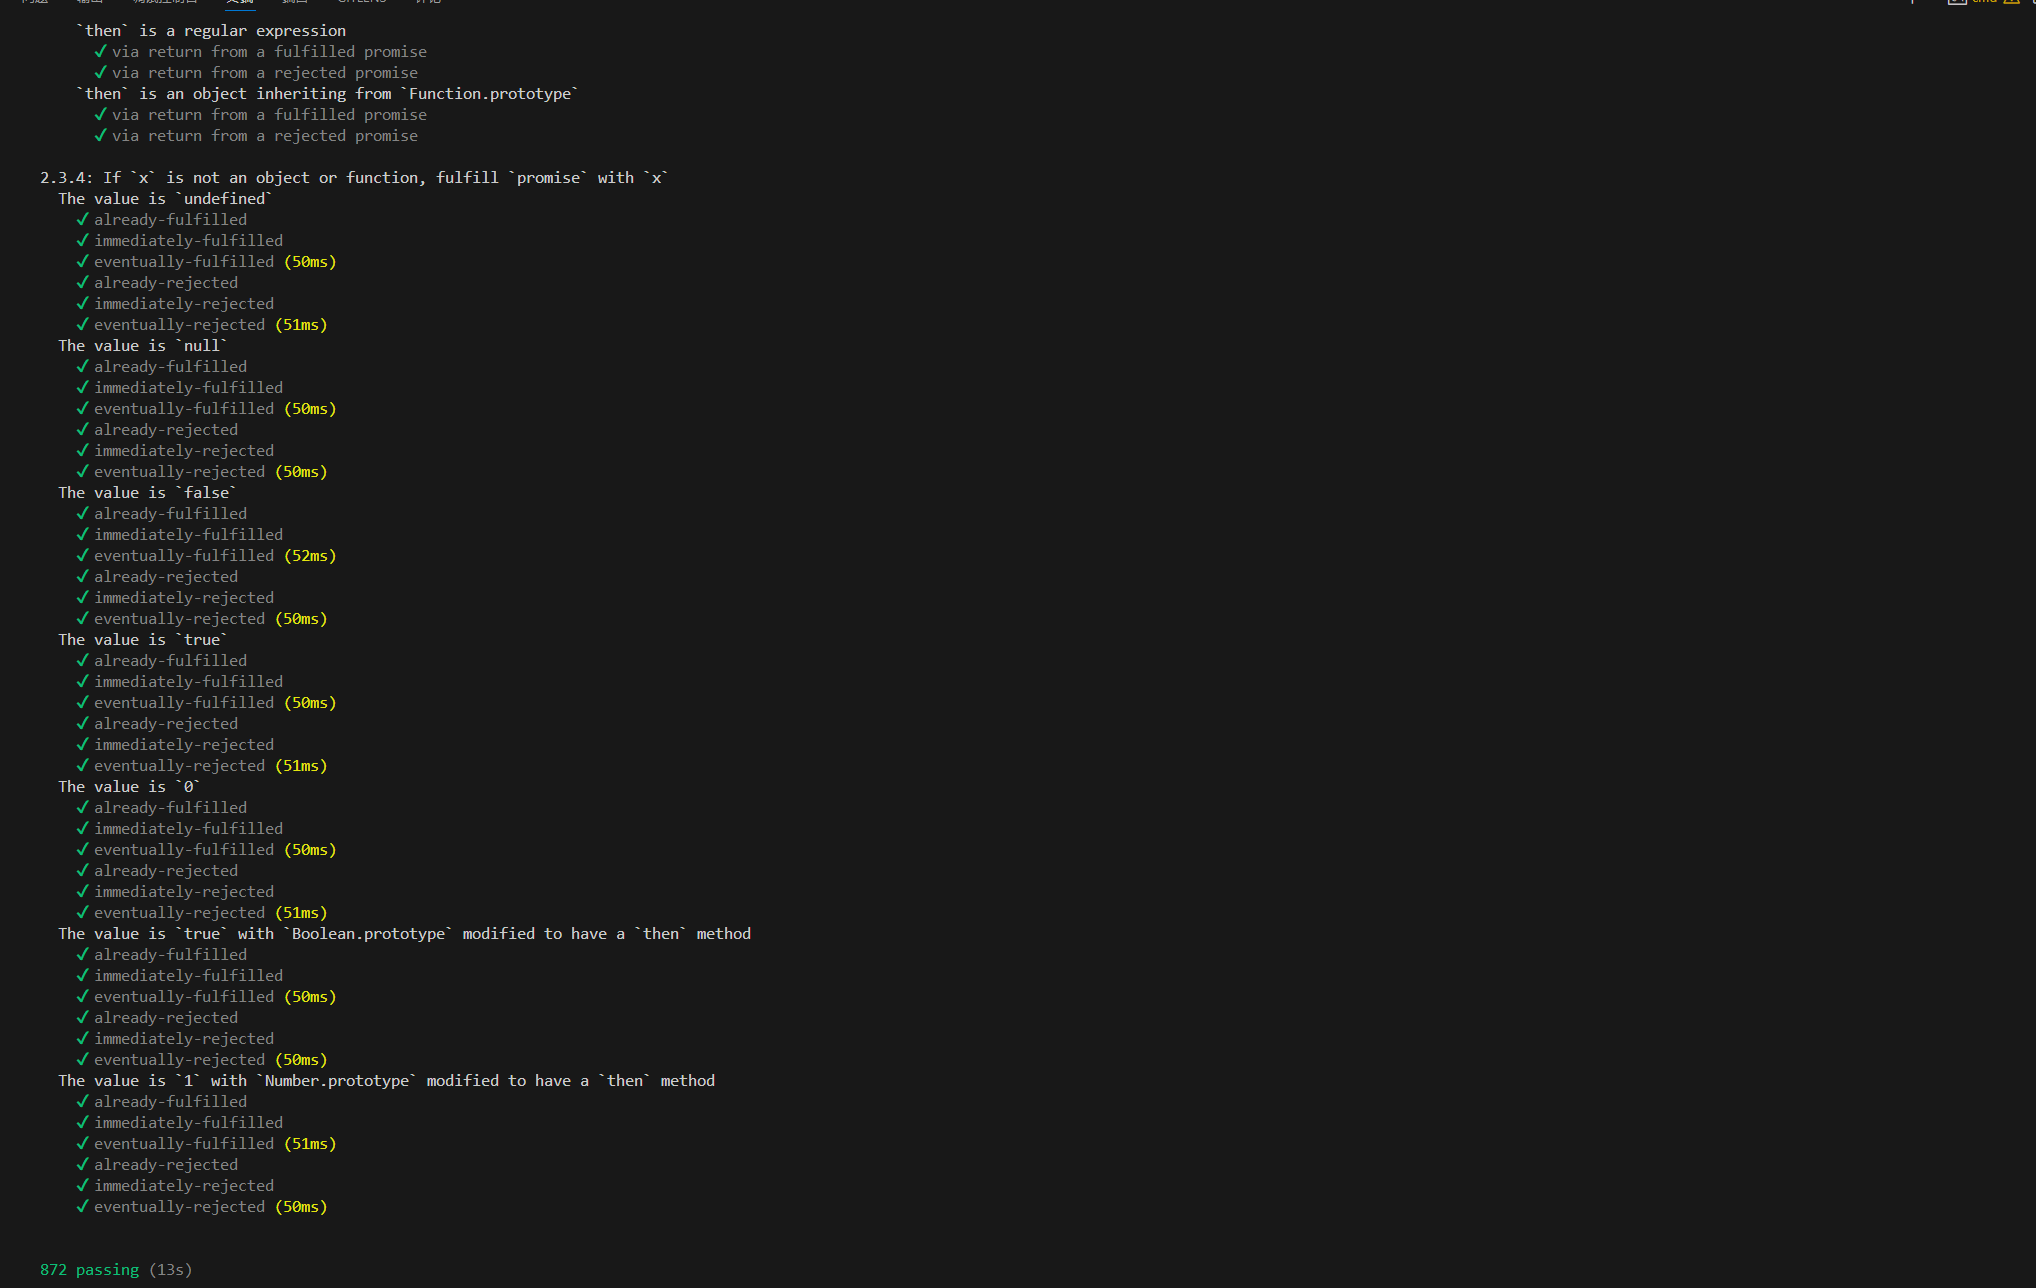 `then` is a regular expression
✓ via return from a fulfilled promise
✓ via return from a rejected promise
`then` is an object inheriting from `Function.prototype`
✓ via return from a fulfilled promise
✓ via return from a rejected promise
2.3.4: If `x` is not an object or function, fulfill `promise` with `x`
The value is `undefined`
✓ already-fulfilled
✓ immediately-fulfilled
✓ eventually-fulfilled (50ms)
✓ already-rejected
✓ immediately-rejected
✓ eventually-rejected (51ms)
The value is `null`
✓ already-fulfilled
✓ immediately-fulfilled
✓ eventually-fulfilled (50ms)
✓ already-rejected
✓ immediately-rejected
✓ eventually-rejected (50ms)
The value is `false`
✓ already-fulfilled
✓ immediately-fulfilled
✓ eventually-fulfilled (52ms)
✓ already-rejected
✓ immediately-rejected
✓ eventually-rejected (50ms)
The value is `true`
✓ already-fulfilled
✓ immediately-fulfilled
✓ eventually-fulfilled (50ms)
✓ already-rejected
✓ immediately-rejected
✓ eventually-rejected (51ms)
The value is `0`
✓ already-fulfilled
✓ immediately-fulfilled
✓ eventually-fulfilled (50ms)
✓ already-rejected
✓ immediately-rejected
✓ eventually-rejected (51ms)
The value is `true` with `Boolean.prototype` modified to have a `then` method
✓ already-fulfilled
✓ immediately-fulfilled
✓ eventually-fulfilled (50ms)
✓ already-rejected
✓ immediately-rejected
✓ eventually-rejected (50ms)
The value is `1` with `Number.prototype` modified to have a `then` method
✓ already-fulfilled
✓ immediately-fulfilled
✓ eventually-fulfilled (51ms)
✓ already-rejected
✓ immediately-rejected
✓ eventually-rejected (50ms)
872 passing (13s)